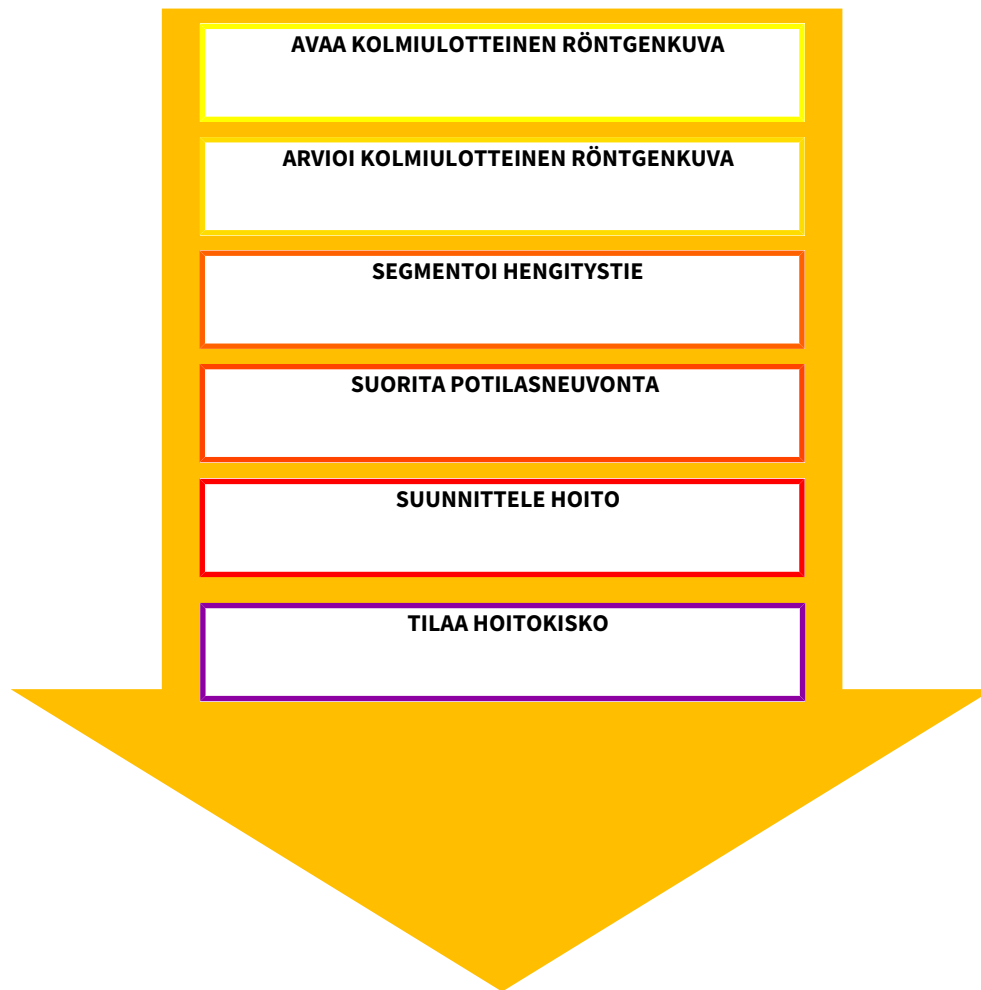 AVAA KOLMIULOTTEINEN RÖNTGENKUVA
ARVIOI KOLMIULOTTEINEN RÖNTGENKUVA
SEGMENTOI HENGITYSTIE
SUORITA POTILASNEUVONTA
SUUNNITTELE HOITO
TILAA HOITOKISKO